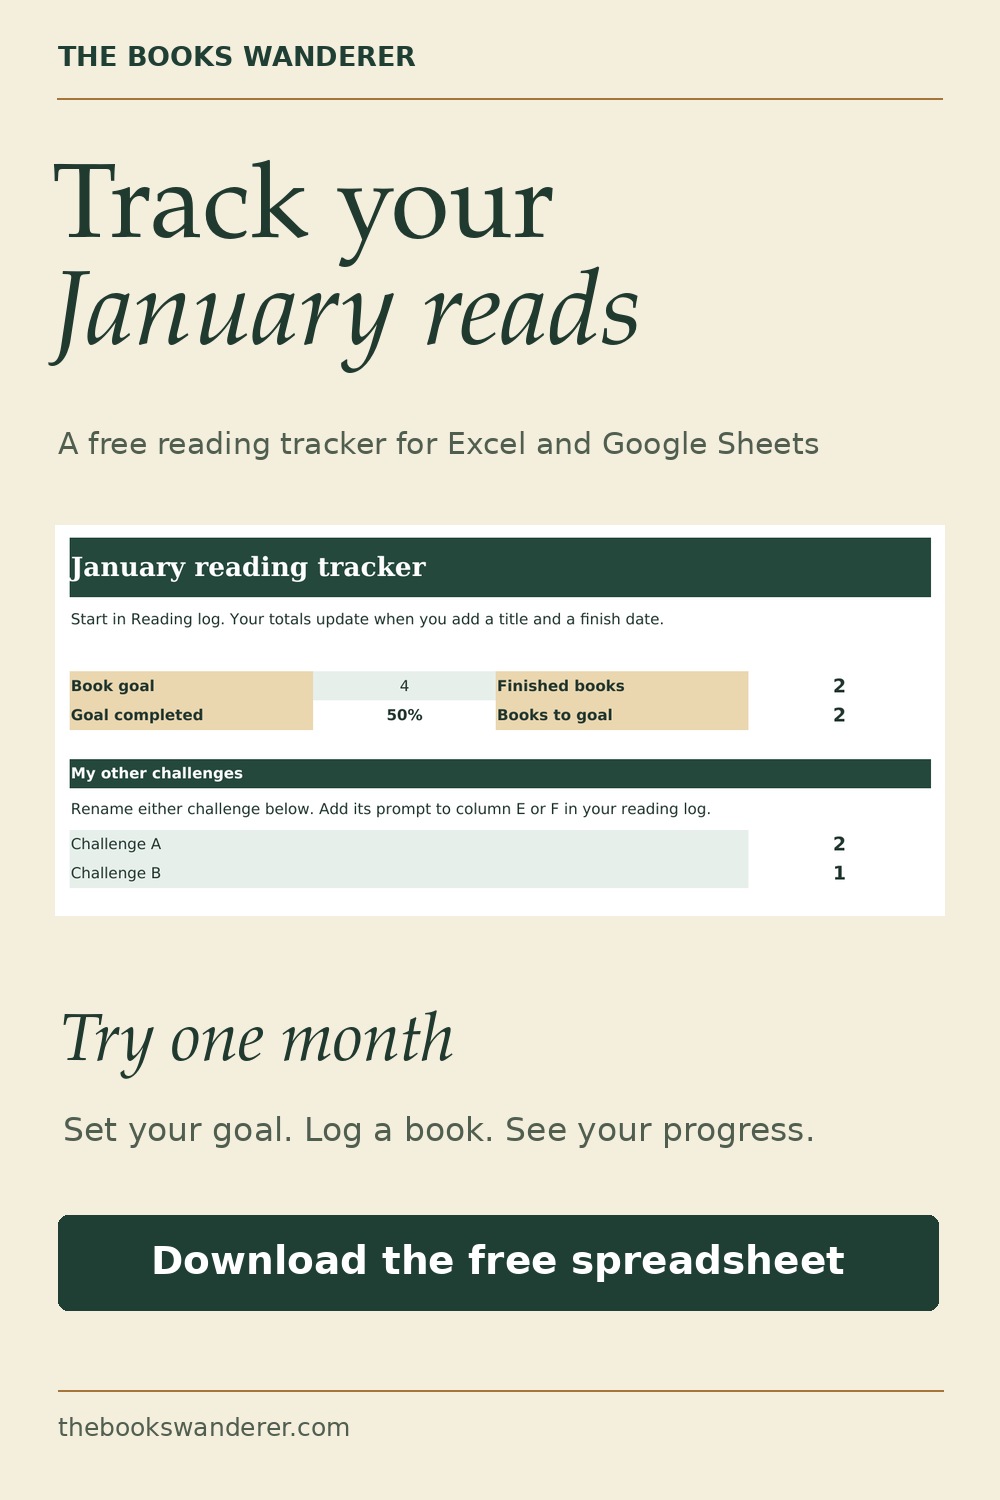 THE BOOKS WANDERER
Track your
January reads
A free reading tracker for Excel and Google Sheets
January reading tracker
Start in Reading log. Your totals update when you add a title and a finish date.
Book goal 4 Finished books 2
Goal completed 50% Books to goal 2
My other challenges
Rename either challenge below. Add its prompt to column E or F in your reading log.
Challenge A 2
Challenge B 1
Try one month
Set your goal. Log a book. See your progress.
Download the free spreadsheet
thebookswanderer.com